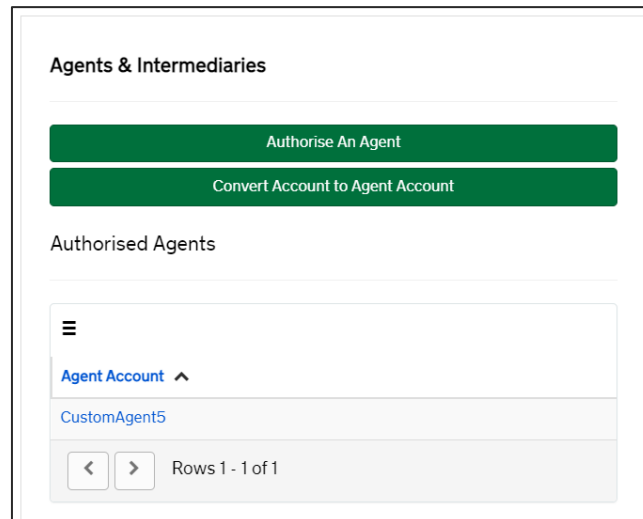 Agents & Intermediaries
Authorise An Agent
Convert Account to Agent Account
Authorised Agents
Agent Account
CustomAgent5
Rows 1 - 1 of 1